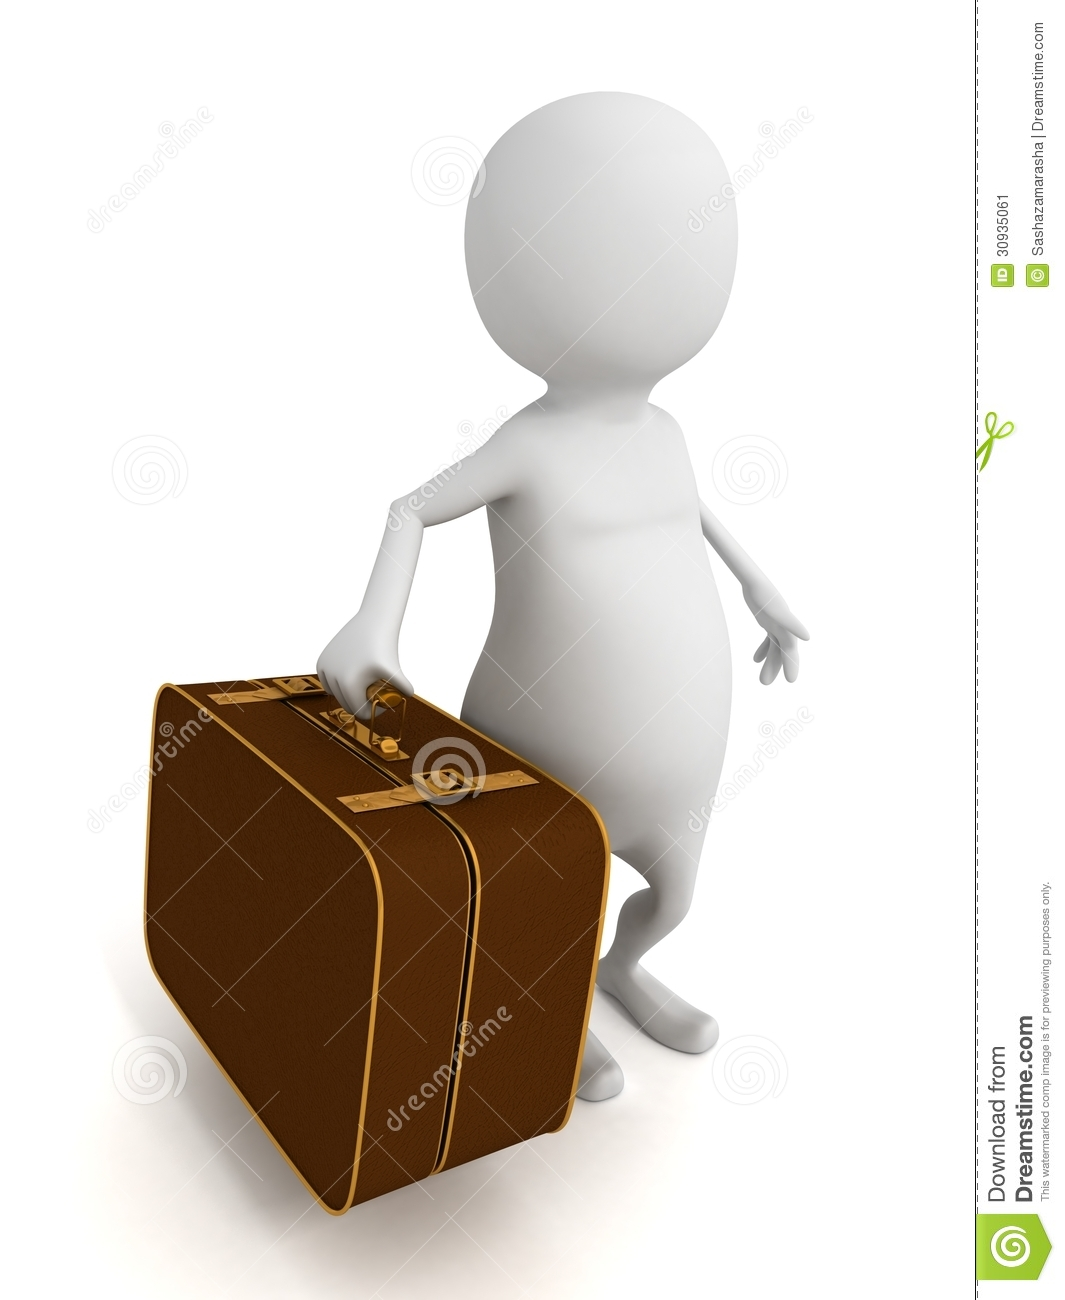 dreamstime
dreamstime
dreamstime
dreamstime
dreamstime
dreamstime
ID 30935061
© Sashazamarasha | Dreamstime.com
Download from
Dreamstime.com
This watermarked comp image is for previewing purposes only.